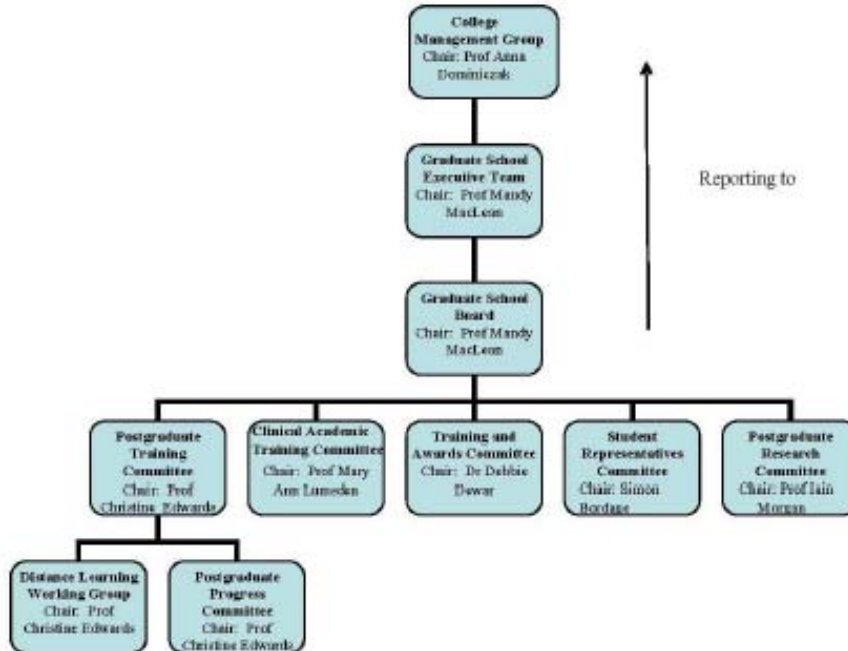 College
Management Group
Chair: Prof Anna
Dominiczak
Graduate School
Executive Team
Chair: Prof Mandy
MacLean
Reporting to
Graduate School
Board
Chair: Prof Mandy
MacLean
Postgraduate
Training
Committee
Chair: Prof
Christine Edwards
Clinical Academic
Training Committee
Chair: Prof Mary
Ann Lumsden
Training and
Awards Committee
Chair: Dr Debbie
Dewar
Student
Representatives
Committee
Chair: Simon
Bordage
Postgraduate
Research
Committee
Chair: Prof Iain
Morgan
Distance Learning
Working Group
Chair: Prof
Christine Edwards
Postgraduate
Progress
Committee
Chair: Prof
Christine Edwards